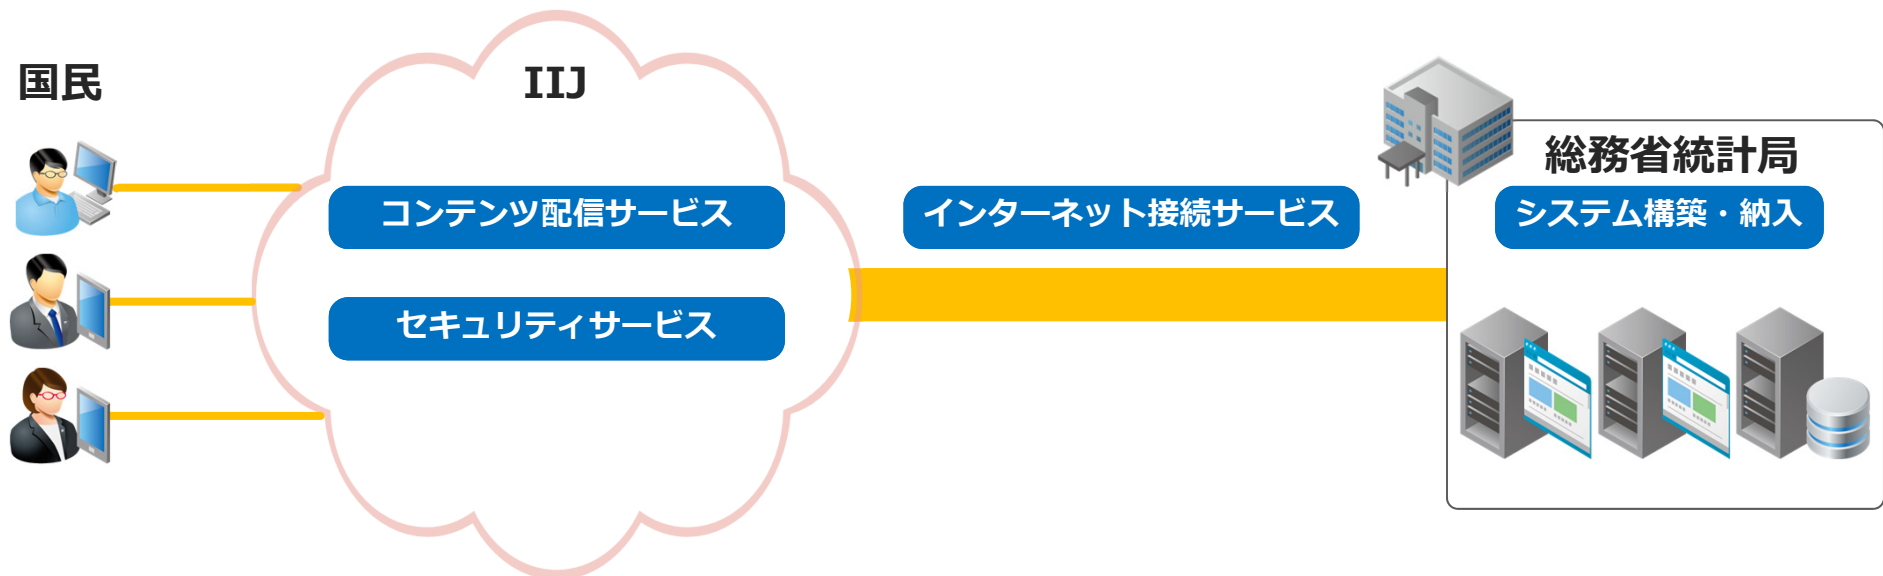 国民
IIJ
コンテンツ配信サービス
セキュリティサービス
インターネット接続サービス
総務省統計局
システム構築・納入